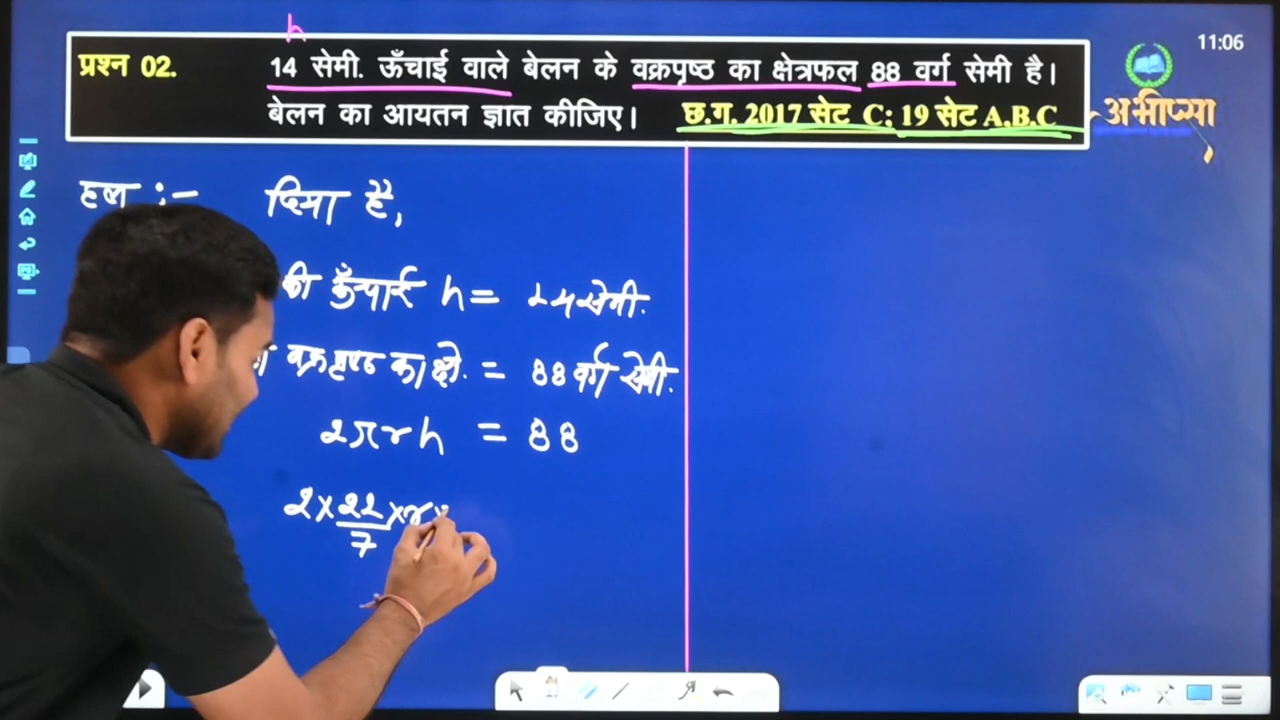 h
11:06
प्रश्न 02. 14 सेमी. ऊँचाई वाले बेलन के वक्रपृष्ठ का क्षेत्रफल 88 वर्ग सेमी है।
बेलन का आयतन ज्ञात कीजिए। छ.ग. 2017 सेट C; 19 सेट A,B,C
अभीप्सा
हल :- दिया है,
की ऊँचाई h = 14 सेमी.
वक्रपृष्ठ का क्षे. = 88 वर्ग सेमी.
2πrh = 88
2 × 22/7 × r ×